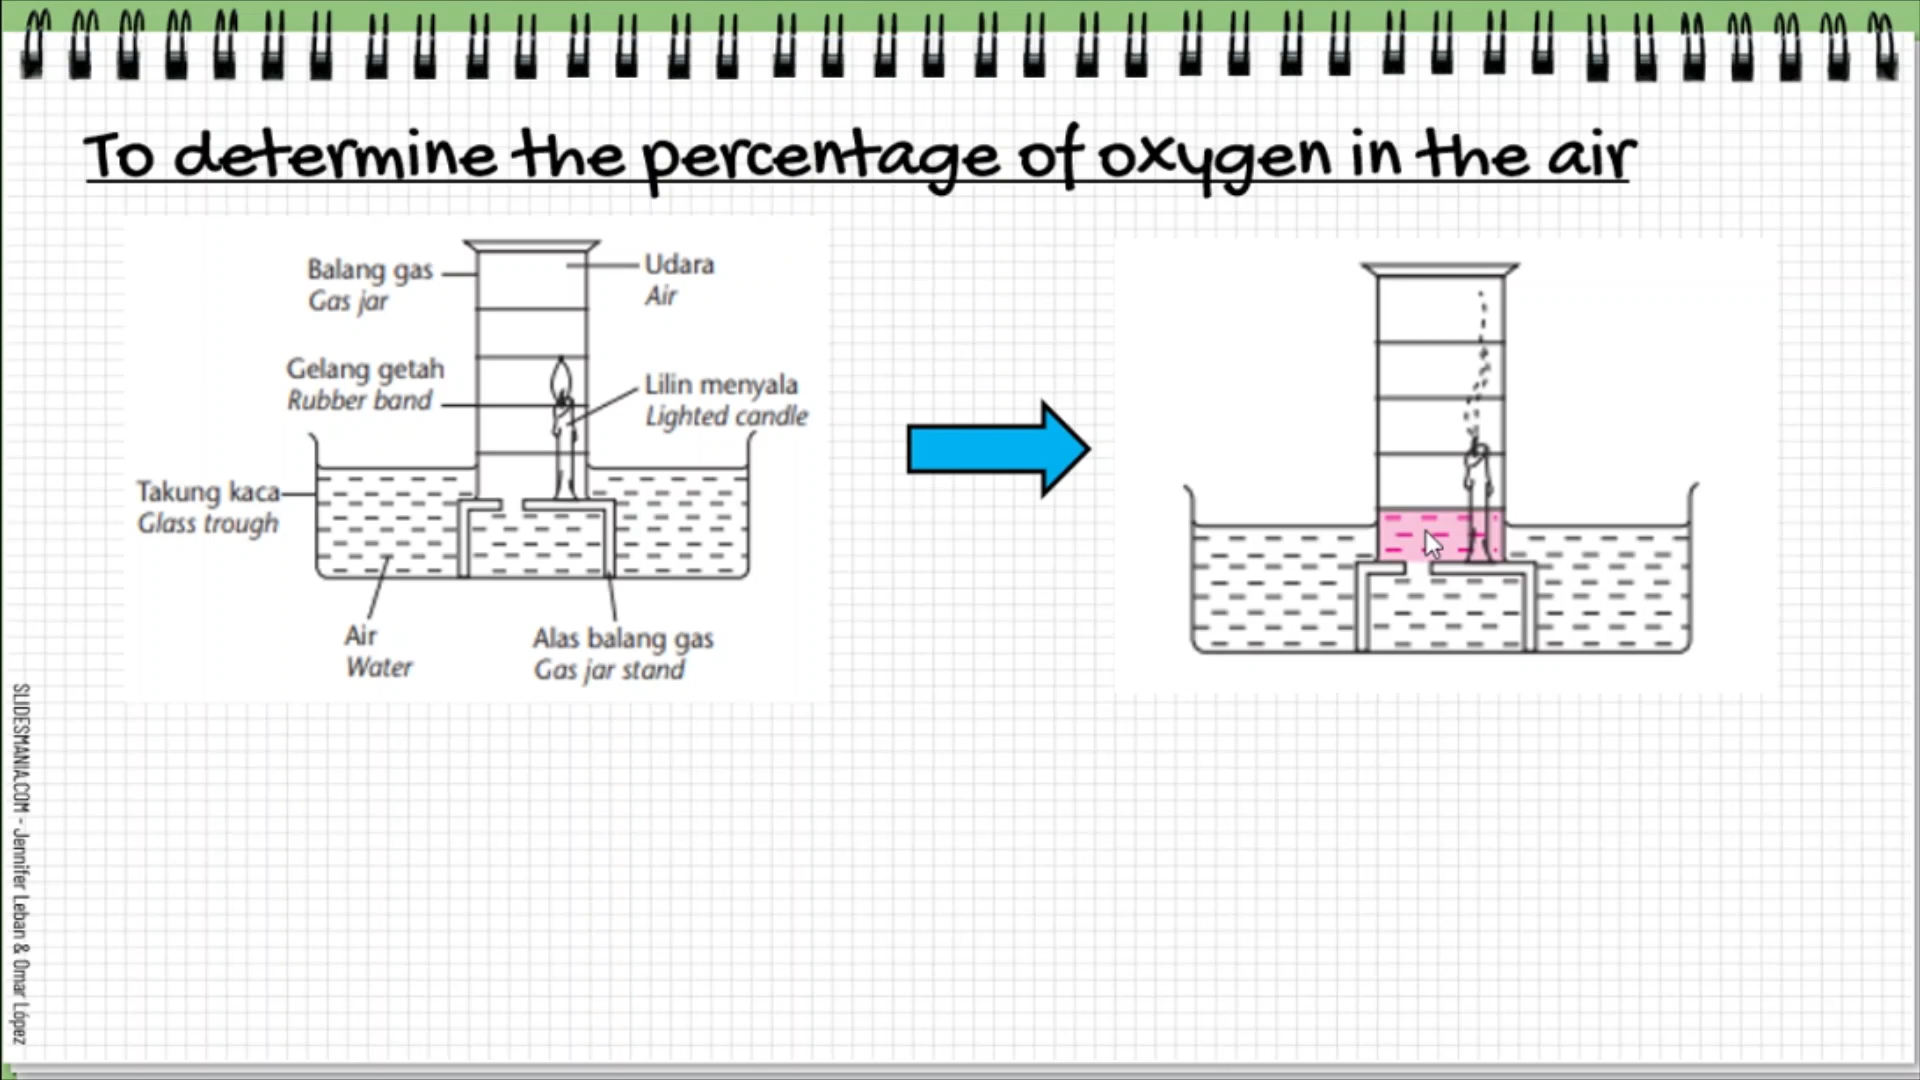 To determine the percentage of oxygen in the air
Balang gas
Gas jar
Udara
Air
Gelang getah
Rubber band
Lilin menyala
Lighted candle
Takung kaca
Glass trough
Air
Water
Alas balang gas
Gas jar stand
SLIDESMANIA.COM - Jennifer Leban & Omar López